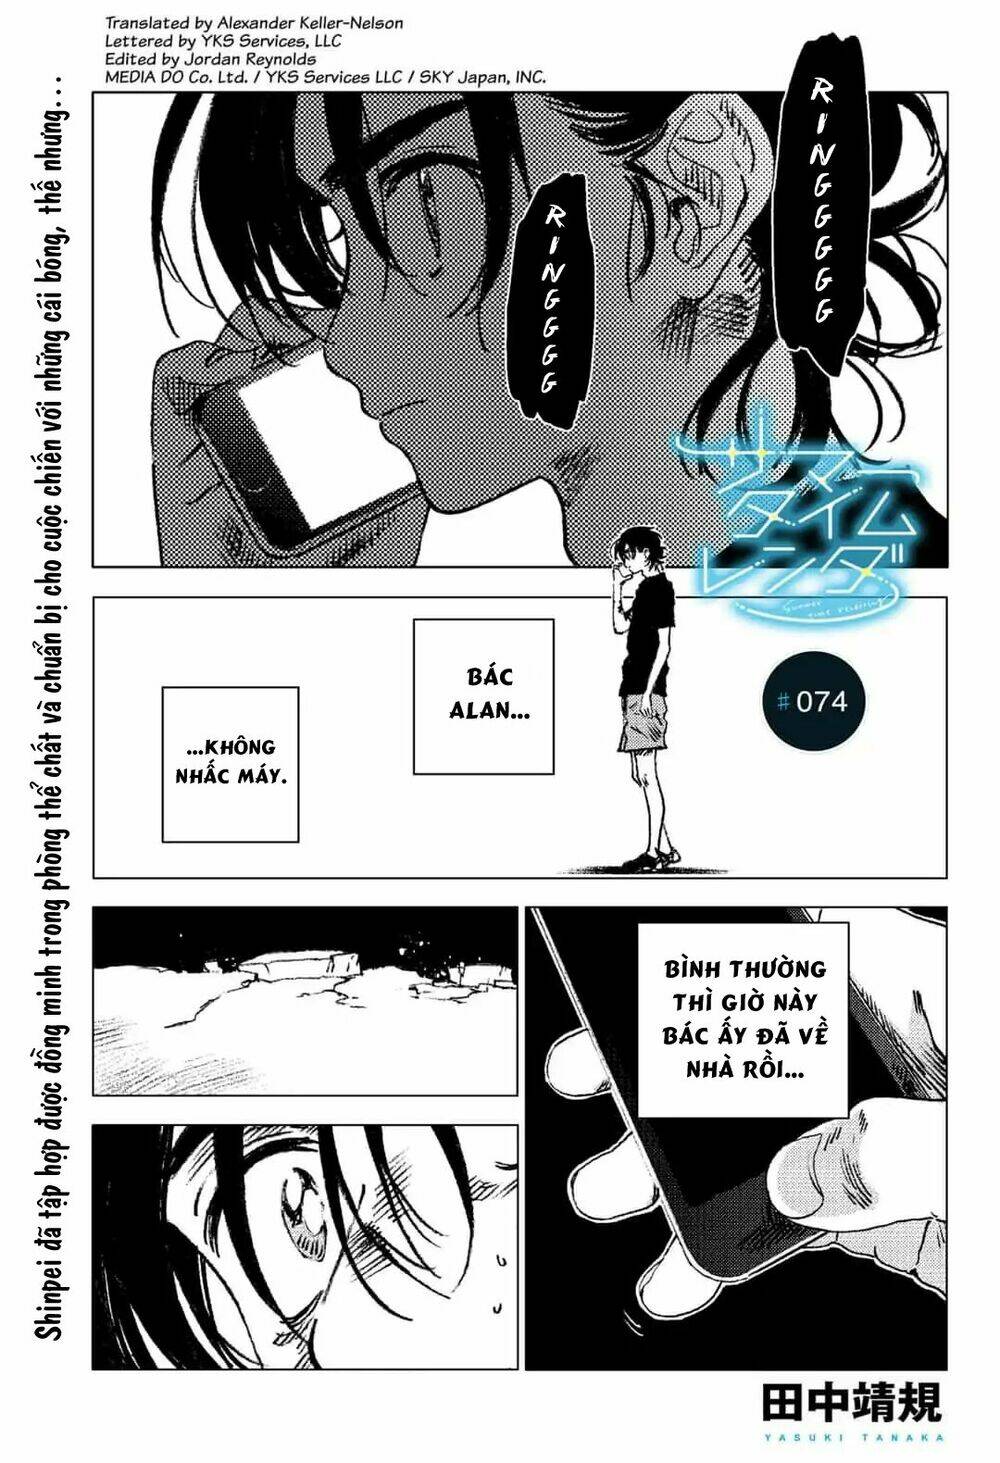 Translated by Alexander Keller-Nelson
Lettered by YKS Services, LLC
Edited by Jordan Reynolds
MEDIA DO Co. Ltd. / YKS Services LLC / SKY Japan, INC.
Shinpei đã tập hợp được đồng minh trong phòng thể chất và chuẩn bị cho cuộc chiến với những cái bóng, thế nhưng...
RINGGGGG
RINGGGG
サマー
タイム
レンダ
Summer
time rendering
#074
BÁC
ALAN...
...KHÔNG
NHẤC MÁY.
BÌNH THƯỜNG
THÌ GIỜ NÀY
BÁC ẤY ĐÃ VỀ
NHÀ RỒI...
田中靖規
YASUKI TANAKA